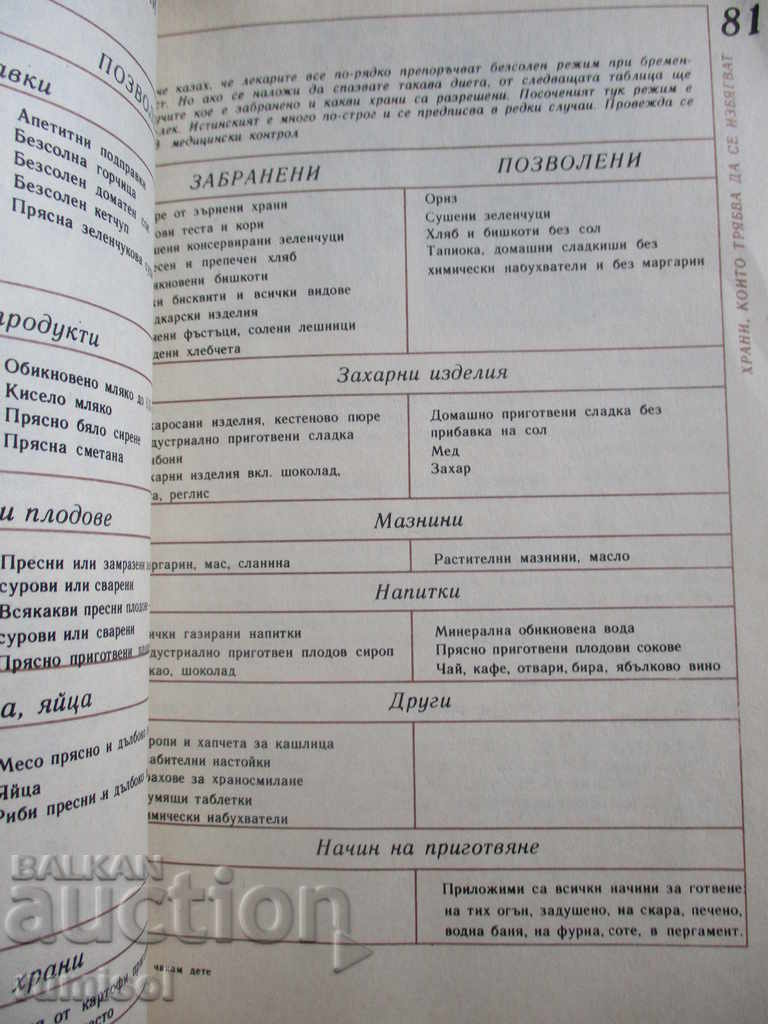 81
ХРАНИ, КОИТО ТРЯБВА ДА СЕ ИЗБЯГВАТ
че казах, че лекарите все по-рядко препоръчват безсолен режим при бремен-
Но ако се наложи да спазвате такава диета, от следващата таблица ще
кое е забранено и какви храни са разрешени. Посоченият тук режим е
лек. Истинският е много по-строг и се предписва в редки случаи. Провежда се
медицински контрол
ЗАБРАНЕНИ
ПОЗВОЛЕНИ
от зърнени храни
теста и кори
консервирани зеленчуци
и препечен хляб
бишкоти
бисквити и всички видове
изделия
фъстъци, солени лешници
хлебчета
Ориз
Сушени зеленчуци
Хляб и бишкоти без сол
Тапиока, домашни сладкиши без
химически набухватели и без маргарин
Захарни изделия
изделия, кестеново пюре
приготвени сладка
изделия вкл. шоколад,
реглис
Домашно приготвени сладка без
прибавка на сол
Мед
Захар
Мазнини
мас, сланина
Растителни мазнини, масло
Напитки
газирани напитки
приготвен плодов сироп
шоколад
Минерална обикновена вода
Прясно приготвени плодови сокове
Чай, кафе, отвари, бира, ябълково вино
Други
и хапчета за кашлица
настойки
за храносмилане
таблетки
набухватели
Начин на приготвяне
Приложими са всички начини за готвене
на тих огън, задушено, на скара, печено,
водна баня, на фурна, соте, в пергамент.
чакам дете
Апетитни подправки
Безсолна горчица
Безсолен доматен
Безсолен кетчуп
Прясна зеленчукова
продукти
Обикновено мляко до
Кисело мляко
Прясно бяло сирене
Прясна сметана
и плодове
Пресни или замразени
сурови или сварени
Всякакви пресни плодове
сурови или сварени
Прясно приготвени
яйца
Месо прясно и дълбоко
Яйца
Риби пресни и дълбоко
храни
от картофи
BALKAN
auction
Yumisol